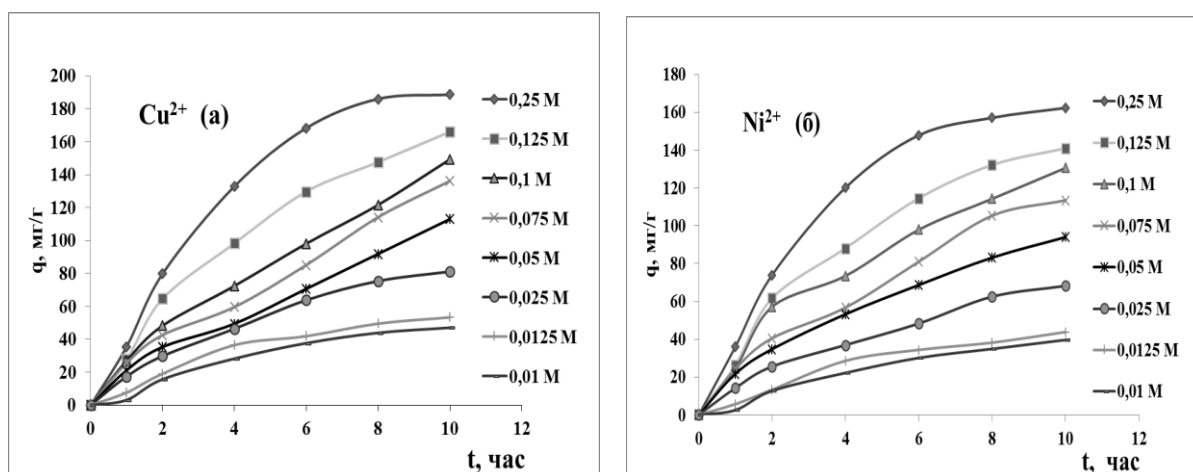 q, мг/г
200
180
160
140
120
100
80
60
40
20
0
0 2 4 6 8 10 12
t, час
Cu²⁺ (а)
0,25 М
0,125 М
0,1 М
0,075 М
0,05 М
0,025 М
0,0125 М
0,01 М
q, мг/г
180
160
140
120
100
80
60
40
20
0
0 2 4 6 8 10 12
t, час
Ni²⁺ (б)
0,25 М
0,125 М
0,1 М
0,075 М
0,05 М
0,025 М
0,0125 М
0,01 М